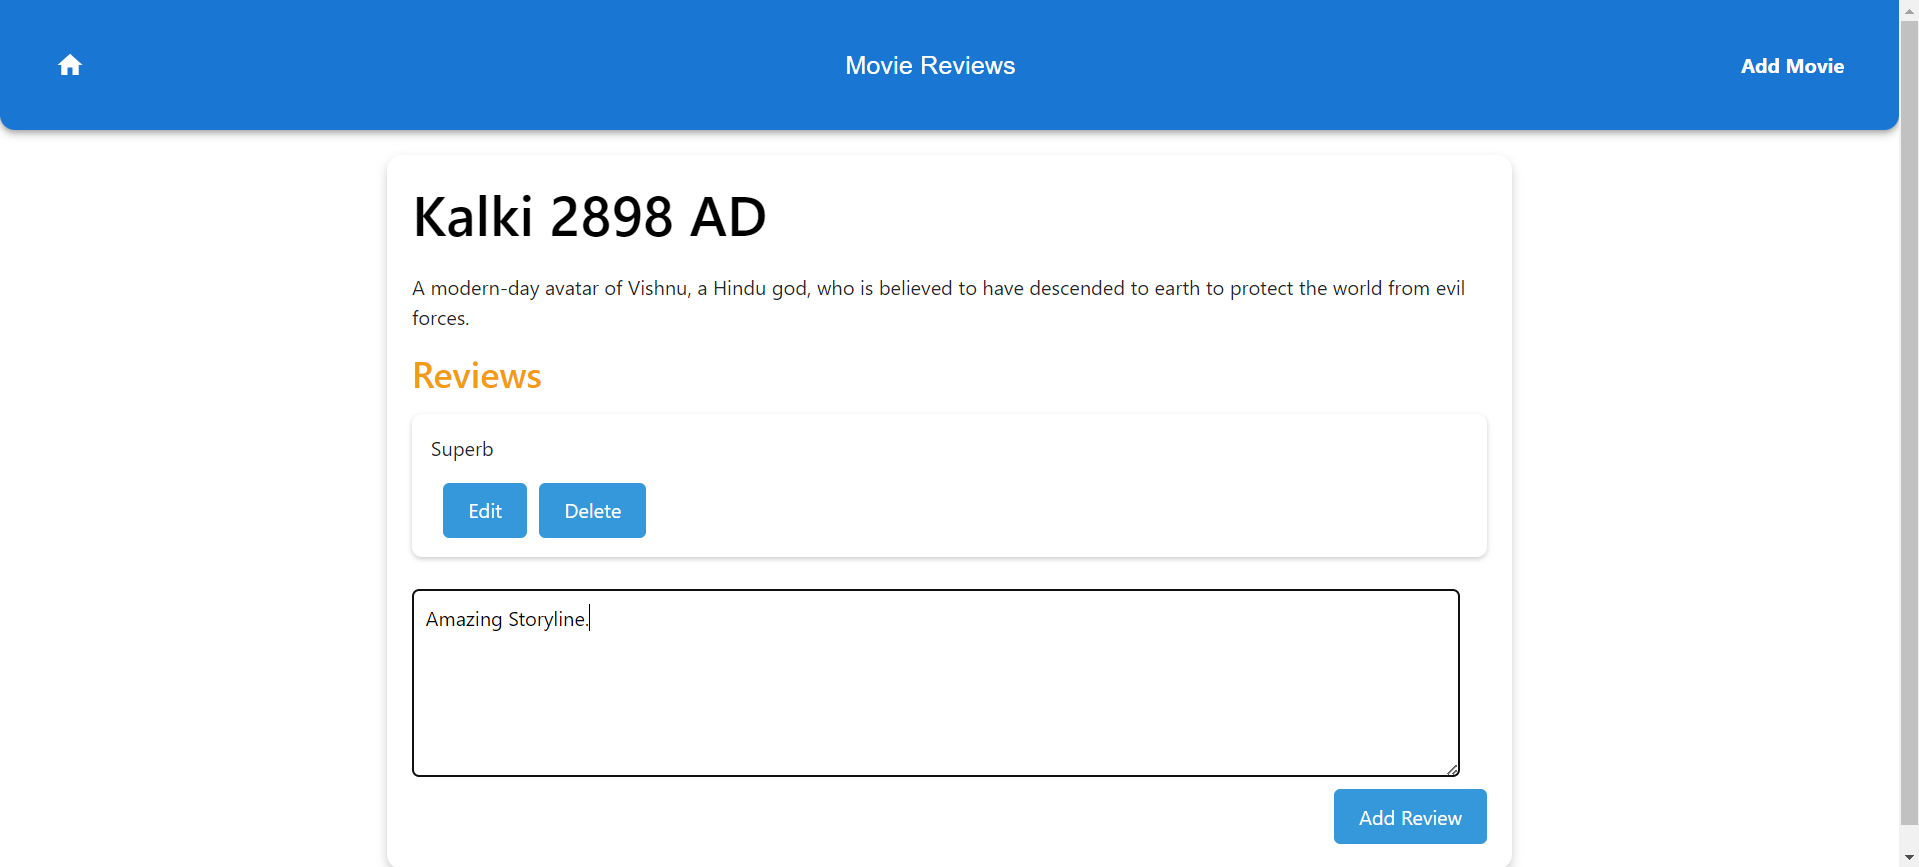 Movie Reviews
Add Movie
Kalki 2898 AD
A modern-day avatar of Vishnu, a Hindu god, who is believed to have descended to earth to protect the world from evil
forces.
Reviews
Superb
Edit
Delete
Amazing Storyline.
Add Review